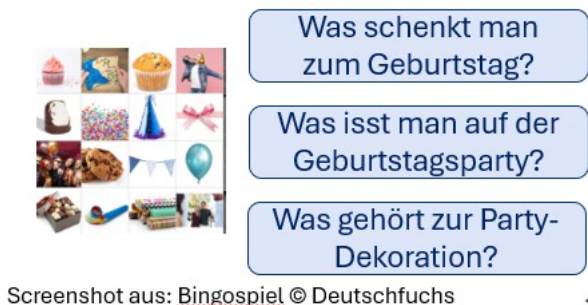 Was schenkt man
zum Geburtstag?
Was isst man auf der
Geburtstagsparty?
Was gehört zur Party-
Dekoration?
Screenshot aus: Bingospiel © Deutschfuchs